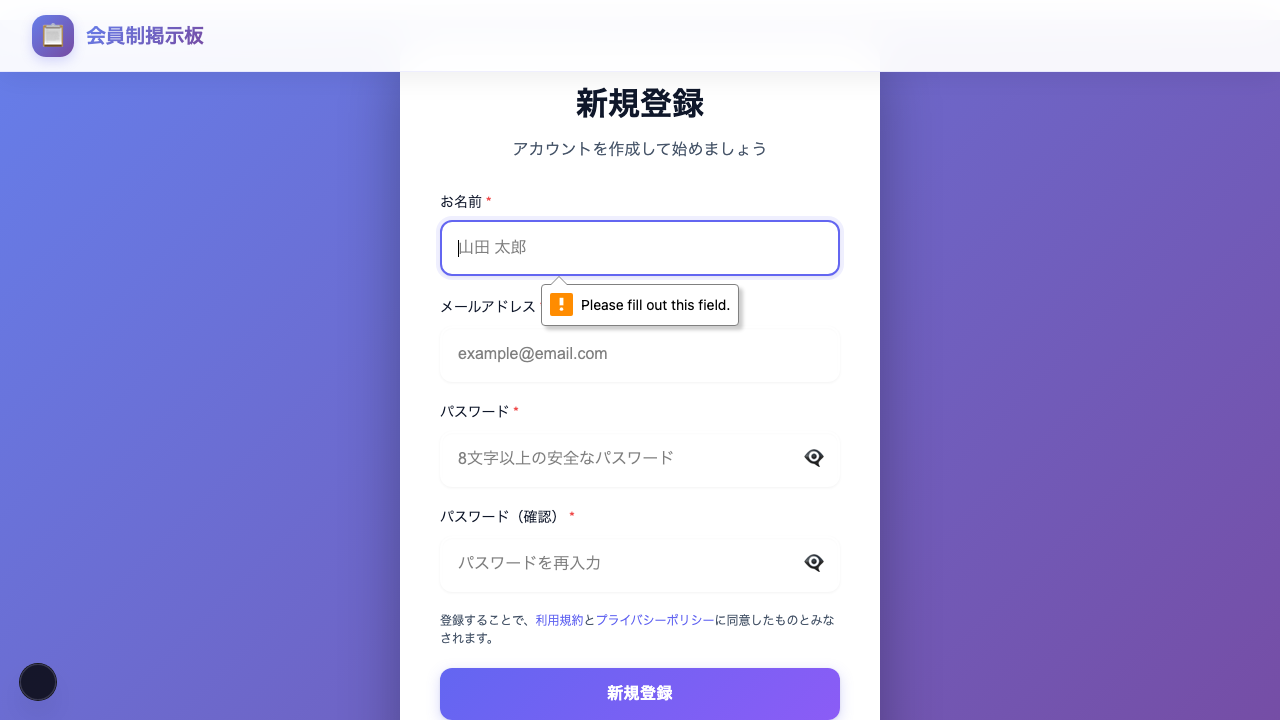 会員制掲示板
新規登録
アカウントを作成して始めましょう
お名前 *
山田 太郎
Please fill out this field.
メールアドレス
example@email.com
パスワード *
8文字以上の安全なパスワード
パスワード（確認） *
パスワードを再入力
登録することで、利用規約とプライバシーポリシーに同意したものとみな
されます。
新規登録